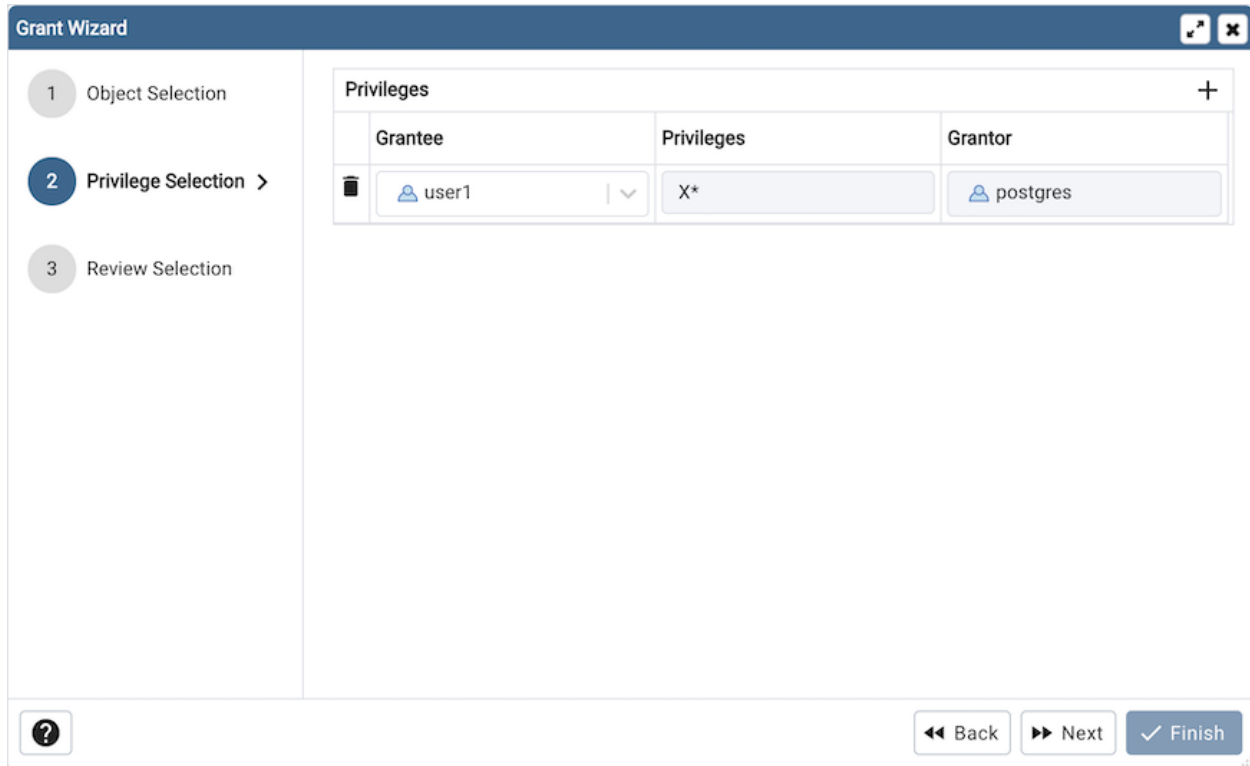 Grant Wizard
1 Object Selection
2 Privilege Selection
3 Review Selection
Privileges
Grantee Privileges Grantor
user1 X* postgres
? Back Next Finish